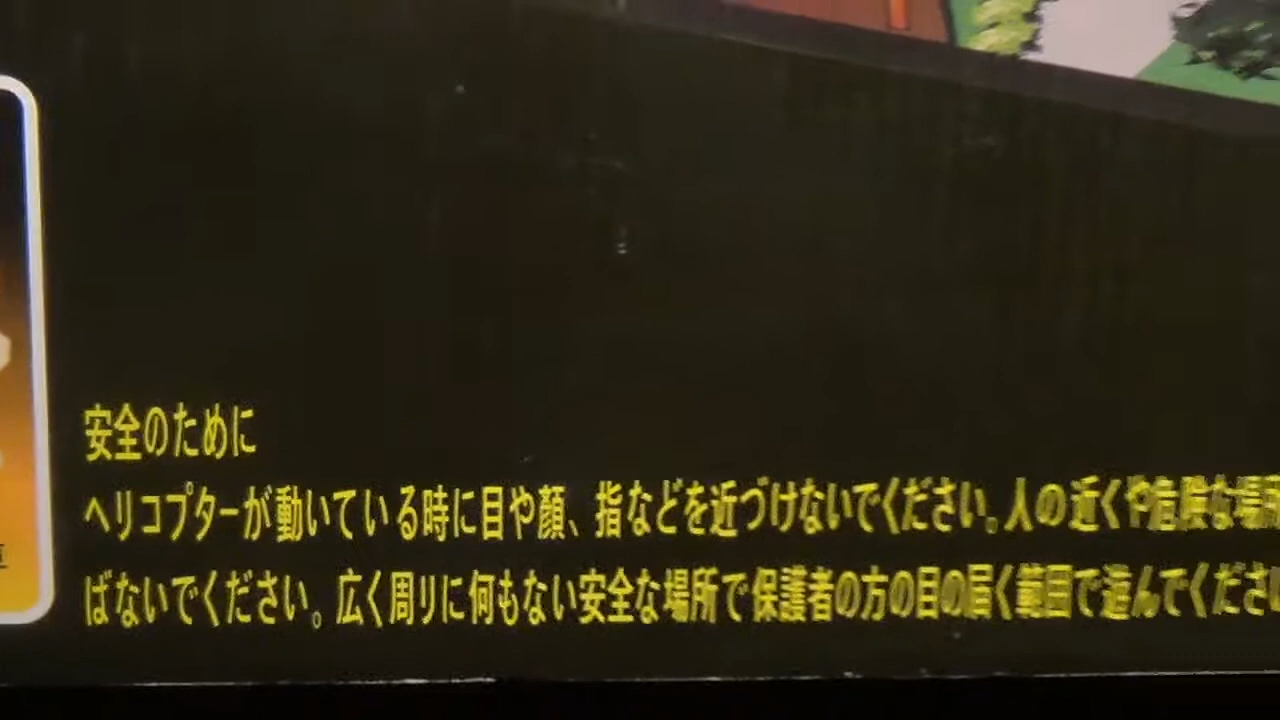 安全のために
ヘリコプターが動いている時に目や顔、指などを近づけないでください。人の近くや危険な場所
ばないでください。広く周りに何もない安全な場所で保護者の方の目の届く範囲で遊んでくださ